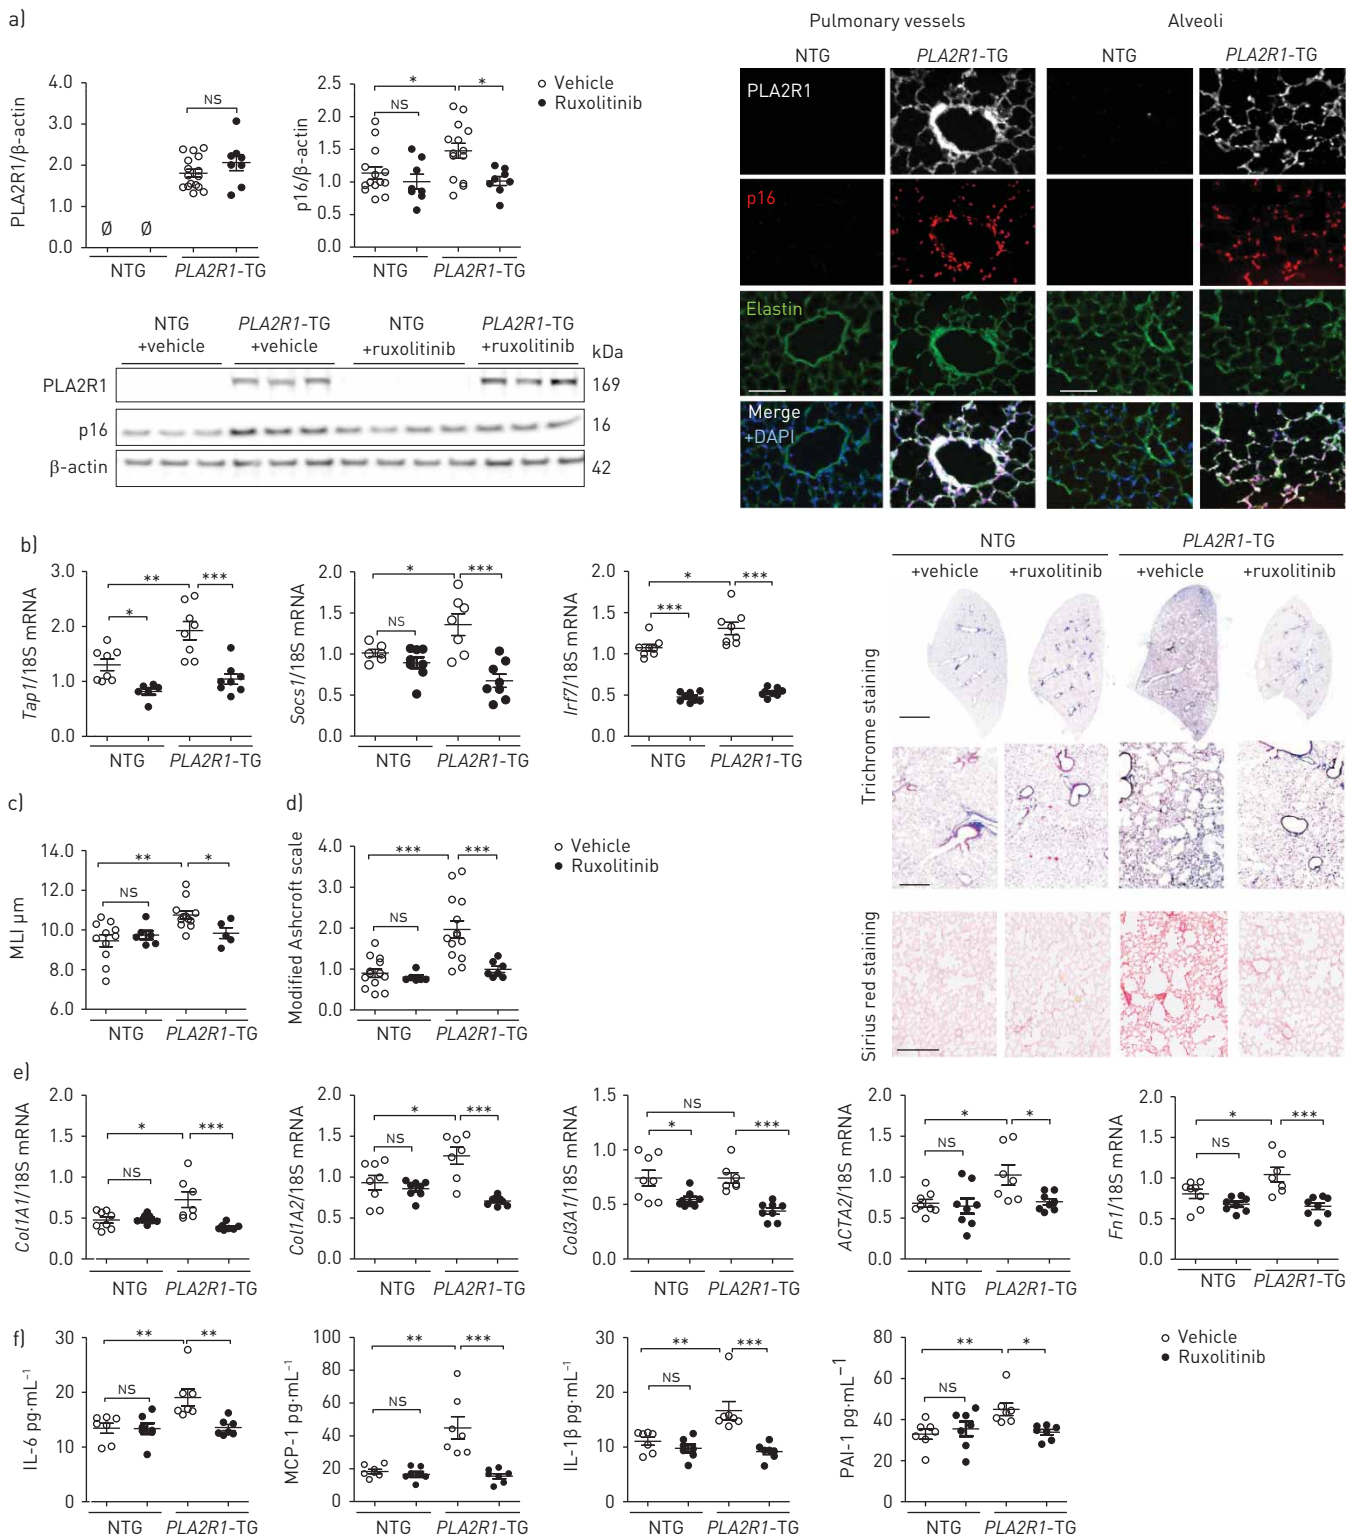 a)
Pulmonary vessels Alveoli
NTG PLA2R1-TG NTG PLA2R1-TG
PLA2R1/β-actin
4.0
3.0
2.0
1.0
0.0
NS
Ø Ø
NTG PLA2R1-TG
p16/β-actin
2.5
2.0
1.5
1.0
0.5
0.0
* *
NS
NTG PLA2R1-TG
Vehicle
Ruxolitinib
PLA2R1
p16
Elastin
Merge
+DAPI
NTG PLA2R1-TG NTG PLA2R1-TG
+vehicle +vehicle +ruxolitinib +ruxolitinib
kDa
PLA2R1 169
p16 16
β-actin 42
b)
Tap1/18S mRNA
3.0
2.0
1.0
0.0
** ***
*
NTG PLA2R1-TG
Socs1/18S mRNA
2.0
1.5
1.0
0.5
0.0
* ***
NS
NTG PLA2R1-TG
Irf7/18S mRNA
2.0
1.5
1.0
0.5
0.0
* ***
***
NTG PLA2R1-TG
NTG PLA2R1-TG
+vehicle +ruxolitinib +vehicle +ruxolitinib
Trichrome staining
Sirius red staining
c)
MLI µm
14.0
12.0
10.0
8.0
6.0
** *
NS
NTG PLA2R1-TG
d)
Modified Ashcroft scale
4.0
3.0
2.0
1.0
0.0
*** ***
NS
NTG PLA2R1-TG
Vehicle
Ruxolitinib
e)
Col1A1/18S mRNA
2.0
1.5
1.0
0.5
0.0
* ***
NS
NTG PLA2R1-TG
Col1A2/18S mRNA
2.0
1.5
1.0
0.5
0.0
* ***
NS
NTG PLA2R1-TG
Col3A1/18S mRNA
1.5
1.0
0.5
0.0
NS
* ***
NTG PLA2R1-TG
ACTA2/18S mRNA
2.0
1.5
1.0
0.5
0.0
* *
NS
NTG PLA2R1-TG
Fn1/18S mRNA
2.0
1.5
1.0
0.5
0.0
* ***
NS
NTG PLA2R1-TG
f)
IL-6 pg·mL⁻¹
30
20
10
0
** **
NS
NTG PLA2R1-TG
MCP-1 pg·mL⁻¹
100
80
60
40
20
0
** ***
NS
NTG PLA2R1-TG
IL-1β pg·mL⁻¹
30
20
10
0
** ***
NS
NTG PLA2R1-TG
PAI-1 pg·mL⁻¹
80
60
40
20
0
** *
NS
NTG PLA2R1-TG
Vehicle
Ruxolitinib